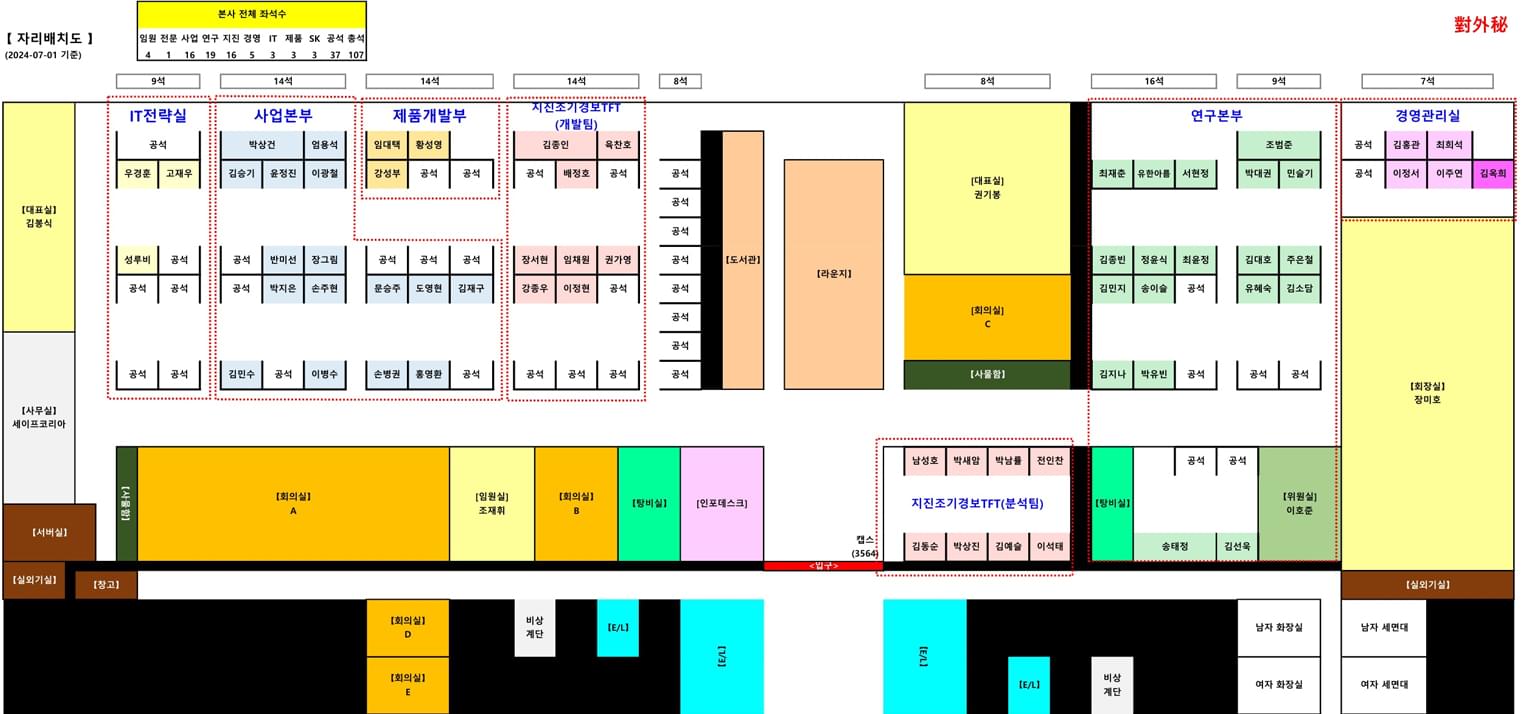 본사 전체 좌석수
【 자리배치도 】
(2024-07-01 기준)
임원 전문 사업 연구 지진 경영 IT 제품 SK 공석 총석
4 1 16 19 16 5 3 3 3 37 107
對外秘
9석 14석 14석 14석 8석 8석 16석 9석 7석
IT전략실 사업본부 제품개발부 지진조기경보TFT
(개발팀)
연구본부 경영관리실
공석 박상건 엄용석 임대택 황성영 김종인 육찬호 조범준 공석 김홍관 최희석
우경훈 고재우 김승기 윤정진 이광철 강성부 공석 공석 공석 배정호 공석 공석 최재춘 유한아름 서현정 박대권 민슬기 공석 이정서 이주연 김옥희
[대표실]
권기봉
공석
【대표실】
김봉식
공석
성루비 공석 공석 반미선 장그림 공석 공석 공석 장서현 임채원 권가영 공석 김종빈 정윤식 최윤정 김대호 주은철
【도서관】
[라운지]
공석 공석 공석 박지은 손주현 문승주 도영현 김재구 강종우 이정현 공석 공석 김민지 송이슬 공석 유혜숙 김소담
[회의실]
C
공석
공석
공석 공석 김민수 공석 이병수 손병권 홍영환 공석 공석 공석 공석 공석 【사물함】 김지나 박유빈 공석 공석 공석
【회장실】
장미호
【사무실】
세이프코리아
남성호 박새암 박남률 전인찬 공석 공석
【사물함】
【회의실】
A
[임원실]
조재휘
【회의실】
B
【탕비실】
[인포데스크]
지진조기경보TFT(분석팀)
【탕비실】
【위원실】
이호준
【서버실】
캡스
(3564)
김동순 박상진 김예슬 이석태 송태정 김선욱
<입구>
【실외기실】 【창고】 【실외기실】
【회의실】
D
비상
계단
【E/L】
【E/L】
【E/L】
남자 화장실 남자 세면대
【회의실】
E
【E/L】
비상
계단
여자 화장실 여자 세면대